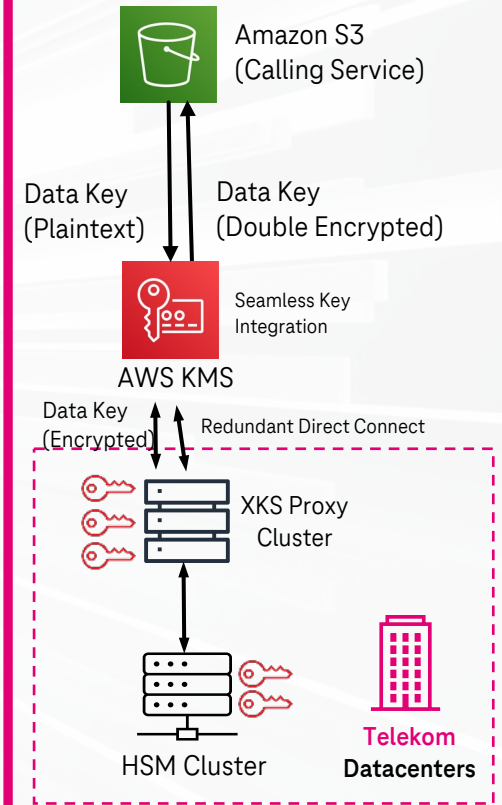 Amazon S3
(Calling Service)
Data Key
(Plaintext)
Data Key
(Double Encrypted)
Seamless Key
Integration
AWS KMS
Data Key
(Encrypted)
Redundant Direct Connect
XKS Proxy
Cluster
HSM Cluster
Telekom
Datacenters